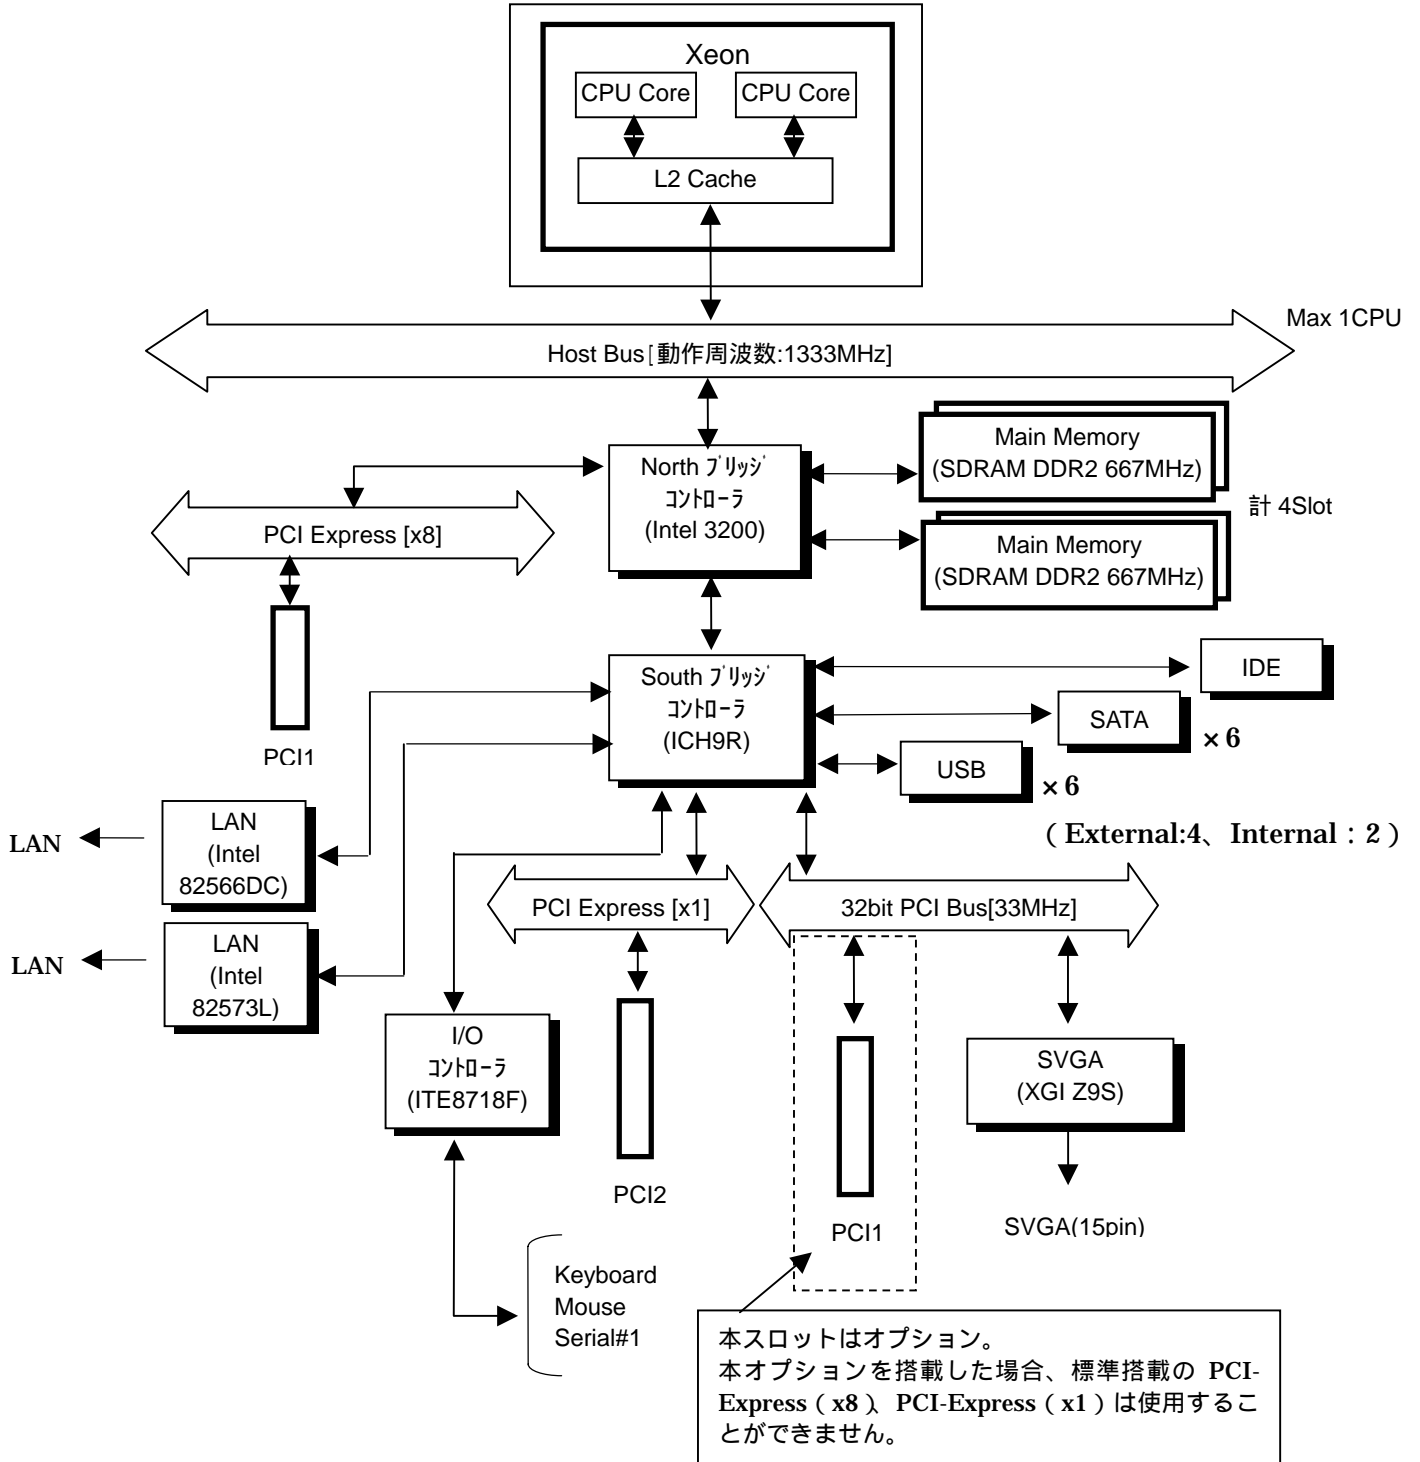 Xeon
CPU Core
CPU Core
L2 Cache
Max 1CPU
Host Bus[動作周波数:1333MHz]
North ﾌﾞﾘｯｼﾞ
ｺﾝﾄﾛｰﾗ
(Intel 3200)
Main Memory
(SDRAM DDR2 667MHz)
計 4Slot
Main Memory
(SDRAM DDR2 667MHz)
PCI Express [x8]
PCI1
South ﾌﾞﾘｯｼﾞ
ｺﾝﾄﾛｰﾗ
(ICH9R)
IDE
SATA
×6
USB
×6
（External:4、Internal：2）
LAN
LAN
(Intel
82566DC)
LAN
LAN
(Intel
82573L)
PCI Express [x1]
32bit PCI Bus[33MHz]
I/O
ｺﾝﾄﾛｰﾗ
(ITE8718F)
PCI2
PCI1
SVGA
(XGI Z9S)
SVGA(15pin)
Keyboard
Mouse
Serial#1
本スロットはオプション。
本オプションを搭載した場合、標準搭載の PCI-
Express（x8）、PCI-Express（x1）は使用するこ
とができません。